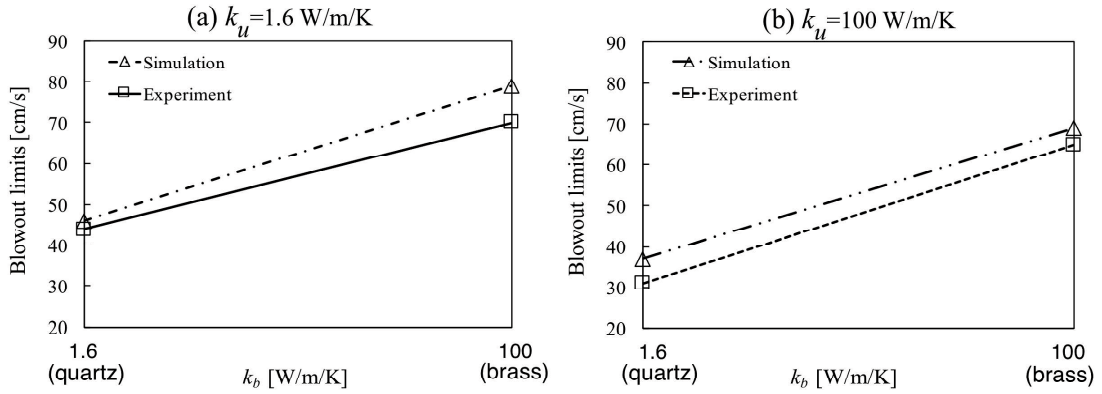 (a) kᵤ=1.6 W/m/K
Blowout limits [cm/s]
90
80
70
60
50
40
30
20
Simulation
Experiment
1.6
(quartz)
k_b [W/m/K]
100
(brass)
(b) kᵤ=100 W/m/K
Blowout limits [cm/s]
90
80
70
60
50
40
30
20
Simulation
Experiment
1.6
(quartz)
k_b [W/m/K]
100
(brass)